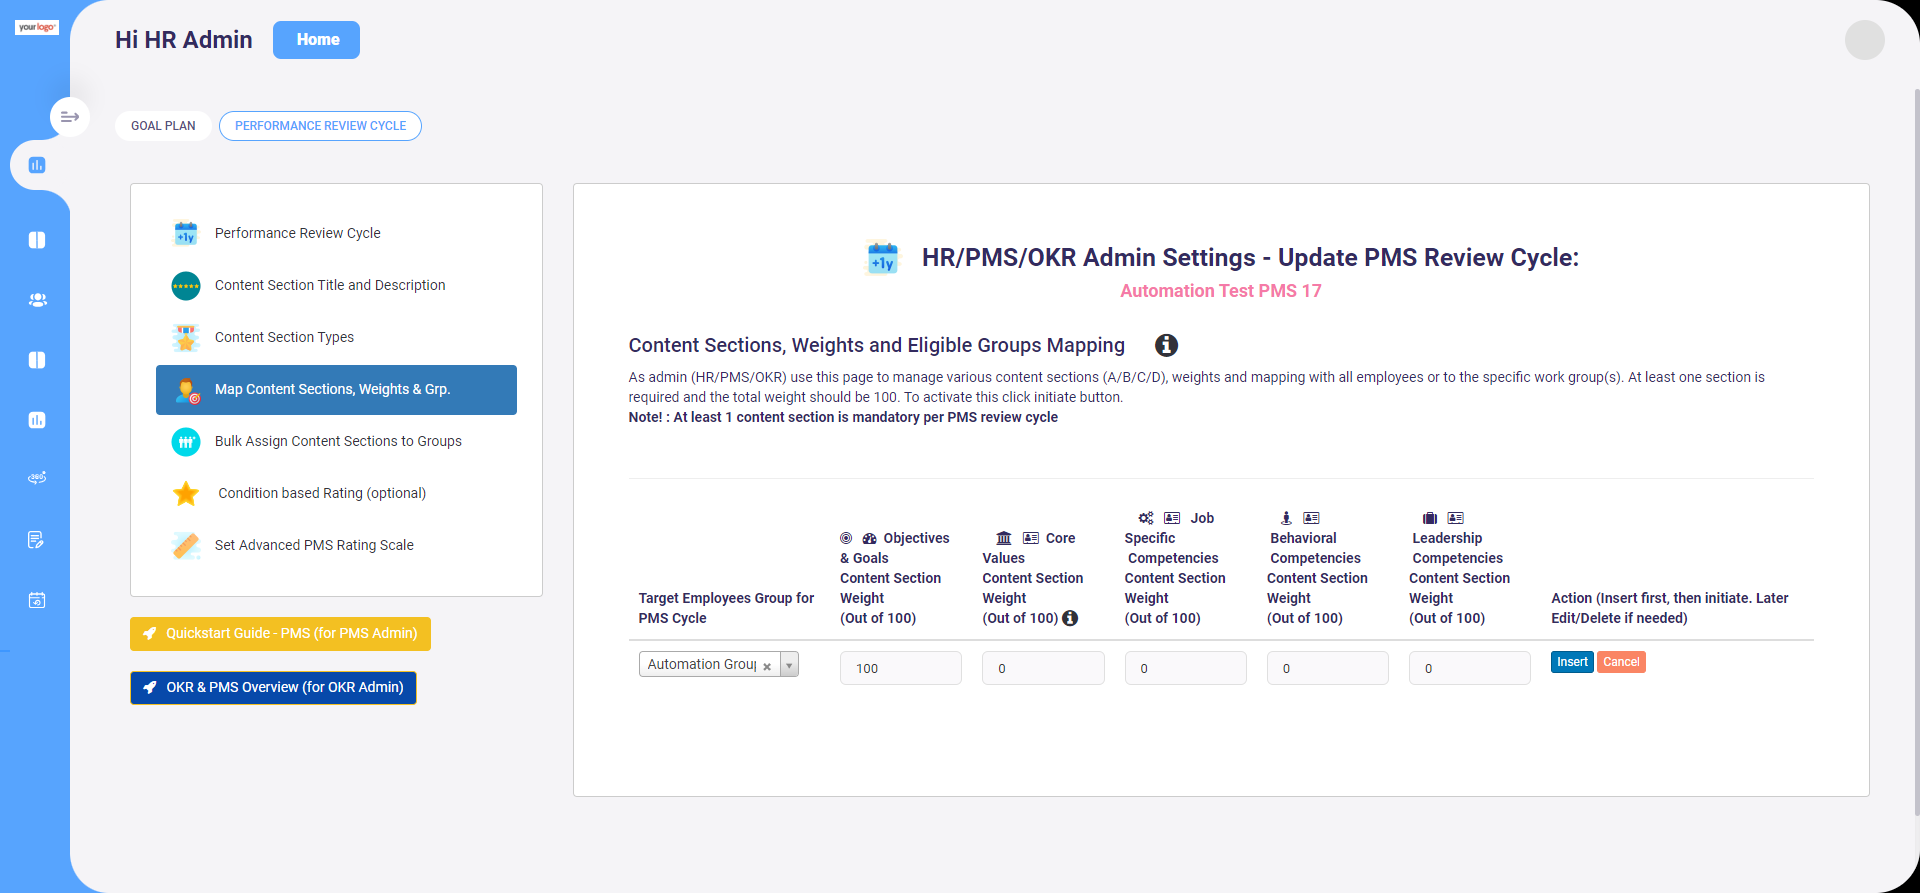 your logo
Hi HR Admin
Home
GOAL PLAN
PERFORMANCE REVIEW CYCLE
+1y
Performance Review Cycle
Content Section Title and Description
Content Section Types
Map Content Sections, Weights & Grp.
Bulk Assign Content Sections to Groups
Condition based Rating (optional)
Set Advanced PMS Rating Scale
Quickstart Guide - PMS (for PMS Admin)
OKR & PMS Overview (for OKR Admin)
360°
+1y
HR/PMS/OKR Admin Settings - Update PMS Review Cycle:
Automation Test PMS 17
Content Sections, Weights and Eligible Groups Mapping
As admin (HR/PMS/OKR) use this page to manage various content sections (A/B/C/D), weights and mapping with all employees or to the specific work group(s). At least one section is
required and the total weight should be 100. To activate this click initiate button.
Note! : At least 1 content section is mandatory per PMS review cycle
Target Employees Group for
PMS Cycle
Objectives
& Goals
Content Section
Weight
(Out of 100)
Core
Values
Content Section
Weight
(Out of 100)
Job
Specific
Competencies
Content Section
Weight
(Out of 100)
Behavioral
Competencies
Content Section
Weight
(Out of 100)
Leadership
Competencies
Content Section
Weight
(Out of 100)
Action (Insert first, then initiate. Later
Edit/Delete if needed)
Automation Grou
100
0
0
0
0
Insert
Cancel